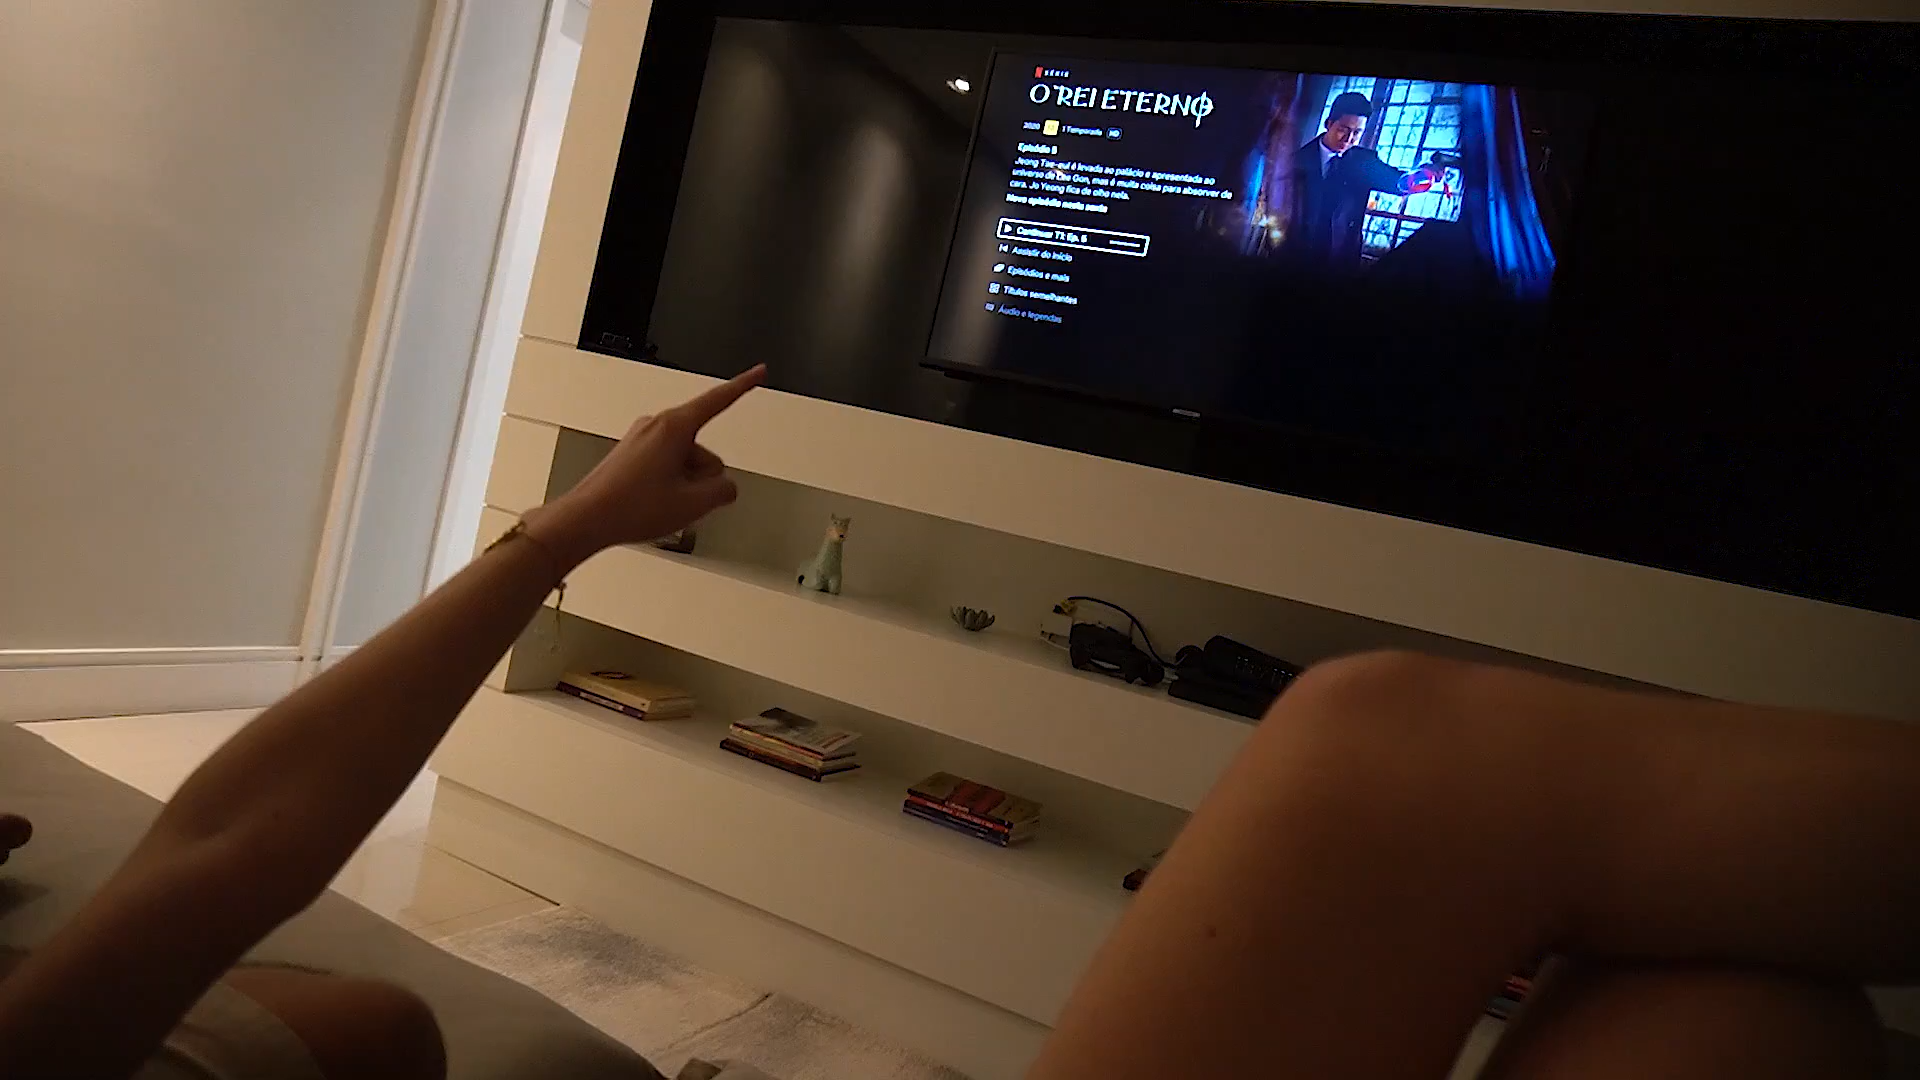 SÉRIE
O REI ETERNO
2020 1 Temporada HD
Episódio 5
Jeong Tae-eul é levada ao palácio e apresentada ao
universo de Lee Gon, mas é muita coisa para absorver de
cara. Jo Yeong fica de olho nela.
Novo episódio nesta sexta
Continuar T1: Ep. 5
Assistir do início
Episódios e mais
Títulos semelhantes
Áudio e legendas